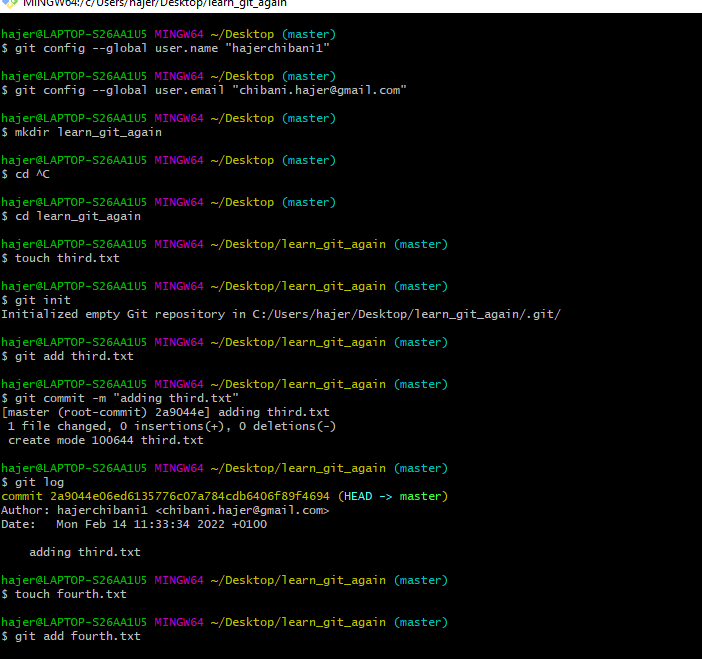 MINGW64:/c/Users/hajer/Desktop/learn_git_again
hajer@LAPTOP-S26AA1U5 MINGW64 ~/Desktop (master)
$ git config --global user.name "hajerchibani1"
hajer@LAPTOP-S26AA1U5 MINGW64 ~/Desktop (master)
$ git config --global user.email "chibani.hajer@gmail.com"
hajer@LAPTOP-S26AA1U5 MINGW64 ~/Desktop (master)
$ mkdir learn_git_again
hajer@LAPTOP-S26AA1U5 MINGW64 ~/Desktop (master)
$ cd ^C
hajer@LAPTOP-S26AA1U5 MINGW64 ~/Desktop (master)
$ cd learn_git_again
hajer@LAPTOP-S26AA1U5 MINGW64 ~/Desktop/learn_git_again (master)
$ touch third.txt
hajer@LAPTOP-S26AA1U5 MINGW64 ~/Desktop/learn_git_again (master)
$ git init
Initialized empty Git repository in C:/Users/hajer/Desktop/learn_git_again/.git/
hajer@LAPTOP-S26AA1U5 MINGW64 ~/Desktop/learn_git_again (master)
$ git add third.txt
hajer@LAPTOP-S26AA1U5 MINGW64 ~/Desktop/learn_git_again (master)
$ git commit -m "adding third.txt"
[master (root-commit) 2a9044e] adding third.txt
 1 file changed, 0 insertions(+), 0 deletions(-)
 create mode 100644 third.txt
hajer@LAPTOP-S26AA1U5 MINGW64 ~/Desktop/learn_git_again (master)
$ git log
commit 2a9044e06ed6135776c07a784cdb6406f89f4694 (HEAD -> master)
Author: hajerchibani1 <chibani.hajer@gmail.com>
Date:   Mon Feb 14 11:33:34 2022 +0100
    adding third.txt
hajer@LAPTOP-S26AA1U5 MINGW64 ~/Desktop/learn_git_again (master)
$ touch fourth.txt
hajer@LAPTOP-S26AA1U5 MINGW64 ~/Desktop/learn_git_again (master)
$ git add fourth.txt